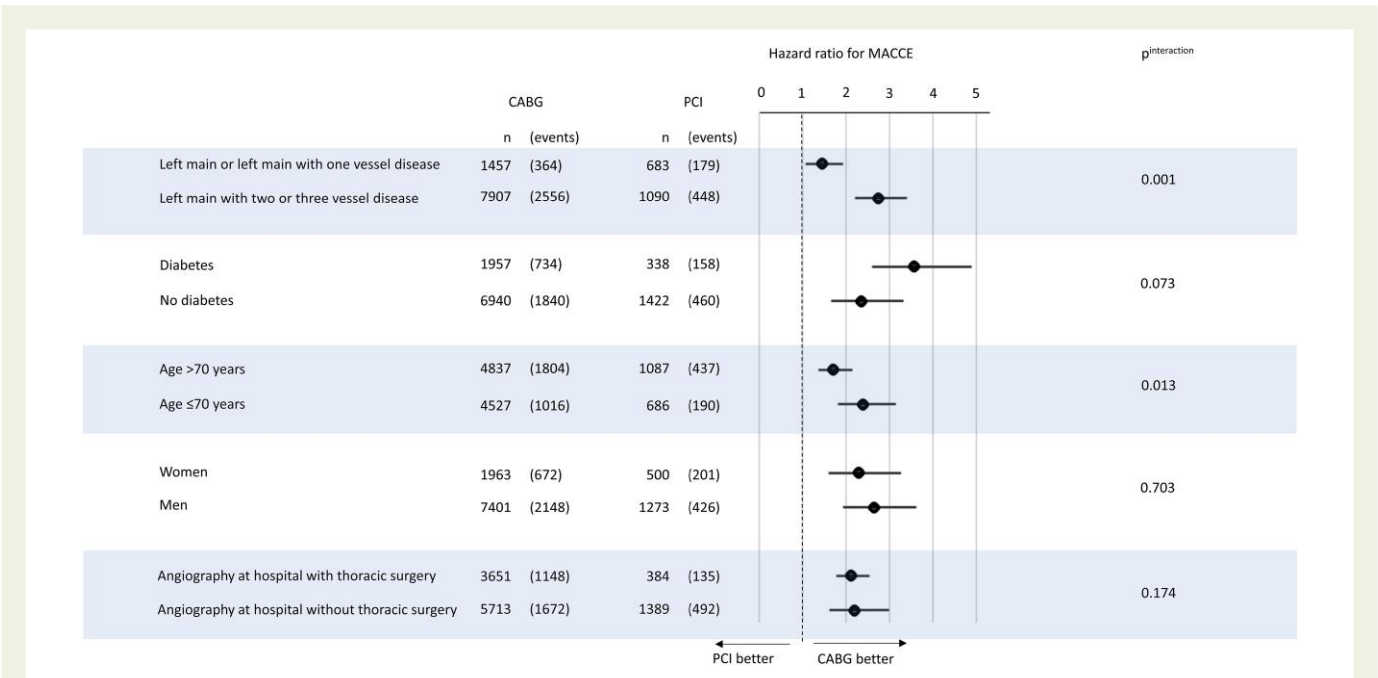 Hazard ratio for MACCE
p^interaction
0 1 2 3 4 5
CABG PCI
n (events) n (events)
Left main or left main with one vessel disease 1457 (364) 683 (179)
0.001
Left main with two or three vessel disease 7907 (2556) 1090 (448)
Diabetes 1957 (734) 338 (158)
0.073
No diabetes 6940 (1840) 1422 (460)
Age >70 years 4837 (1804) 1087 (437)
0.013
Age ≤70 years 4527 (1016) 686 (190)
Women 1963 (672) 500 (201)
0.703
Men 7401 (2148) 1273 (426)
Angiography at hospital with thoracic surgery 3651 (1148) 384 (135)
0.174
Angiography at hospital without thoracic surgery 5713 (1672) 1389 (492)
PCI better CABG better